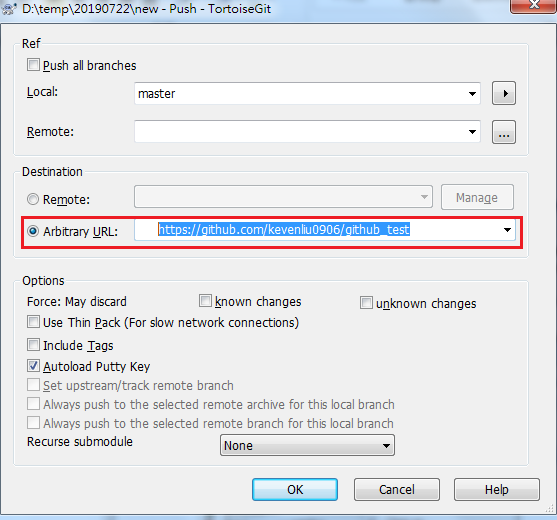 D:\temp\20190722\new - Push - TortoiseGit
Ref
Push all branches
Local: master
Remote: ...
Destination
Remote: Manage
Arbitrary URL: https://github.com/kevenliu0906/github_test
Options
Force: May discard known changes unknown changes
Use Thin Pack (For slow network connections)
Include Tags
Autoload Putty Key
Set upstream/track remote branch
Always push to the selected remote archive for this local branch
Always push to the selected remote branch for this local branch
Recurse submodule None
OK Cancel Help